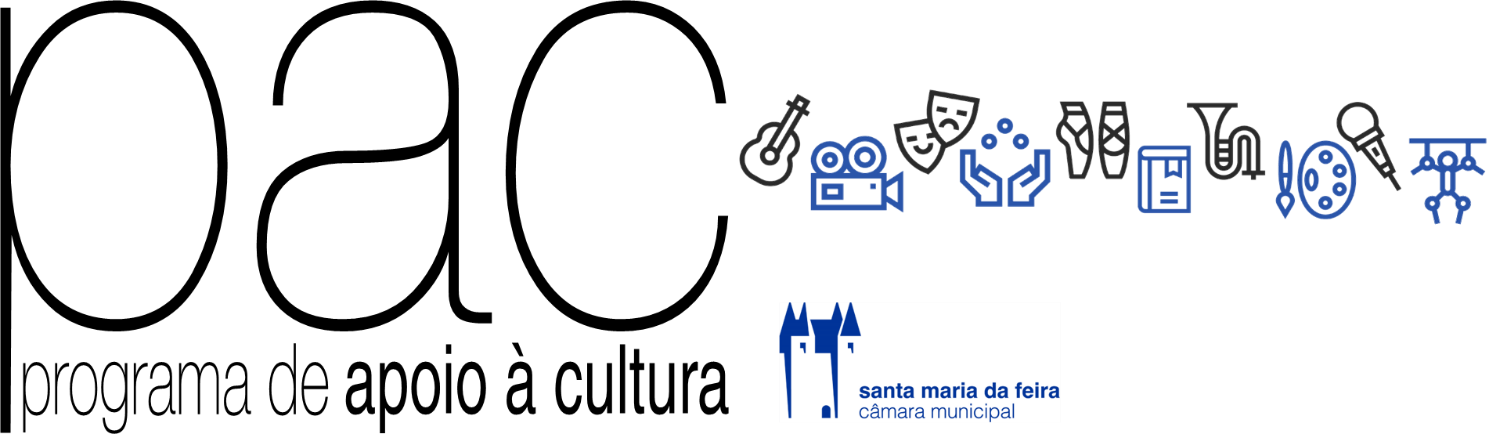 pac
programa de apoio à cultura
santa maria da feira
câmara municipal